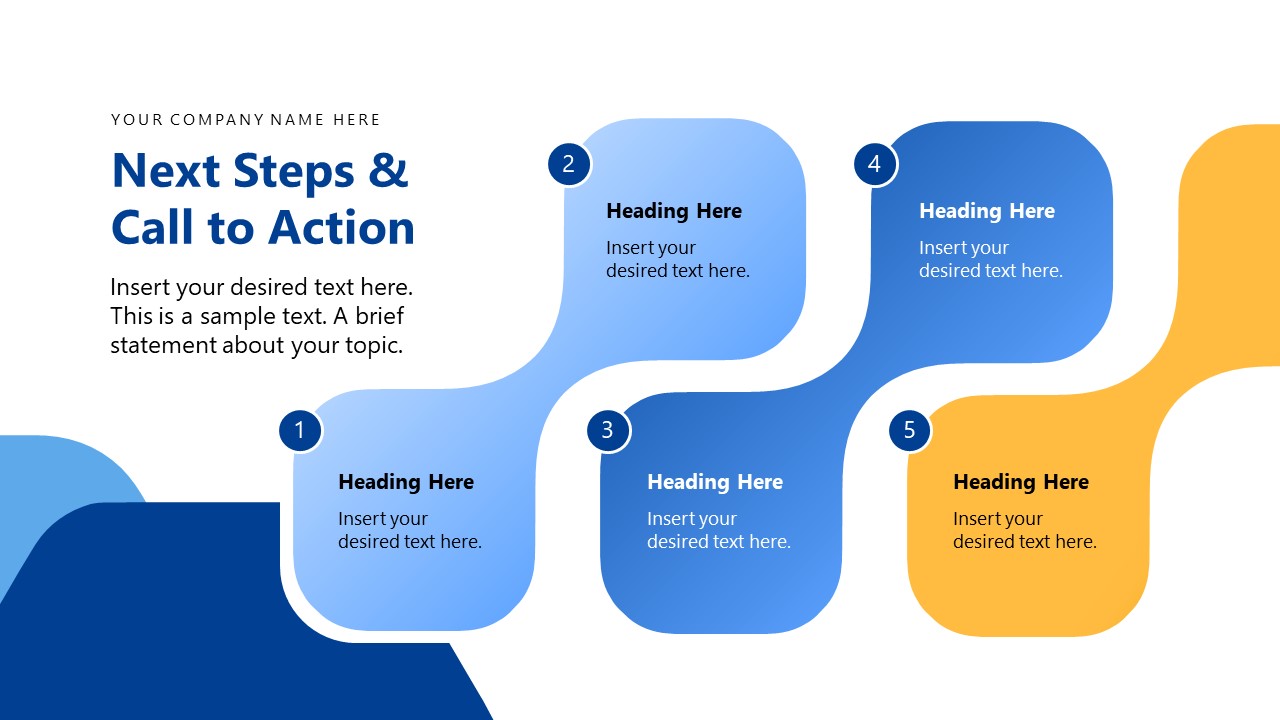 YOUR COMPANY NAME HERE
Next Steps &
Call to Action
Insert your desired text here.
This is a sample text. A brief
statement about your topic.
1
Heading Here
Insert your
desired text here.
2
Heading Here
Insert your
desired text here.
3
Heading Here
Insert your
desired text here.
4
Heading Here
Insert your
desired text here.
5
Heading Here
Insert your
desired text here.